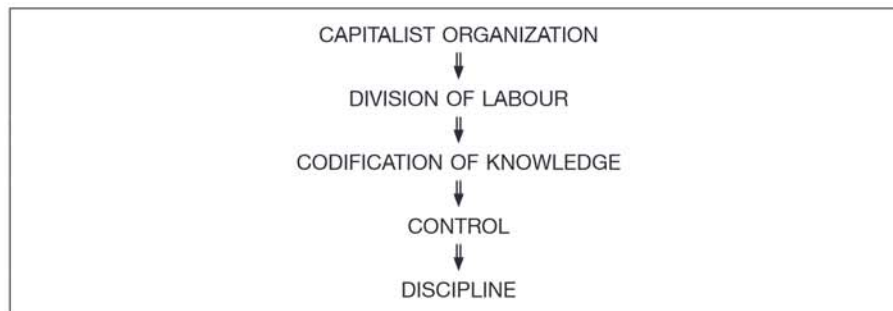 CAPITALIST ORGANIZATION
DIVISION OF LABOUR
CODIFICATION OF KNOWLEDGE
CONTROL
DISCIPLINE